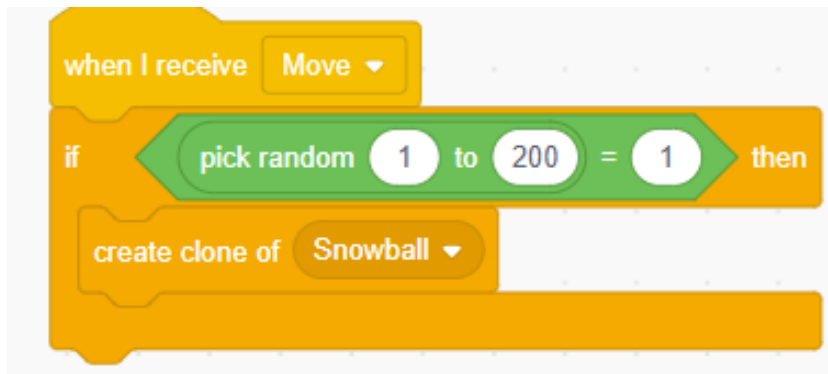 when I receive Move
if pick random 1 to 200 = 1 then
create clone of Snowball